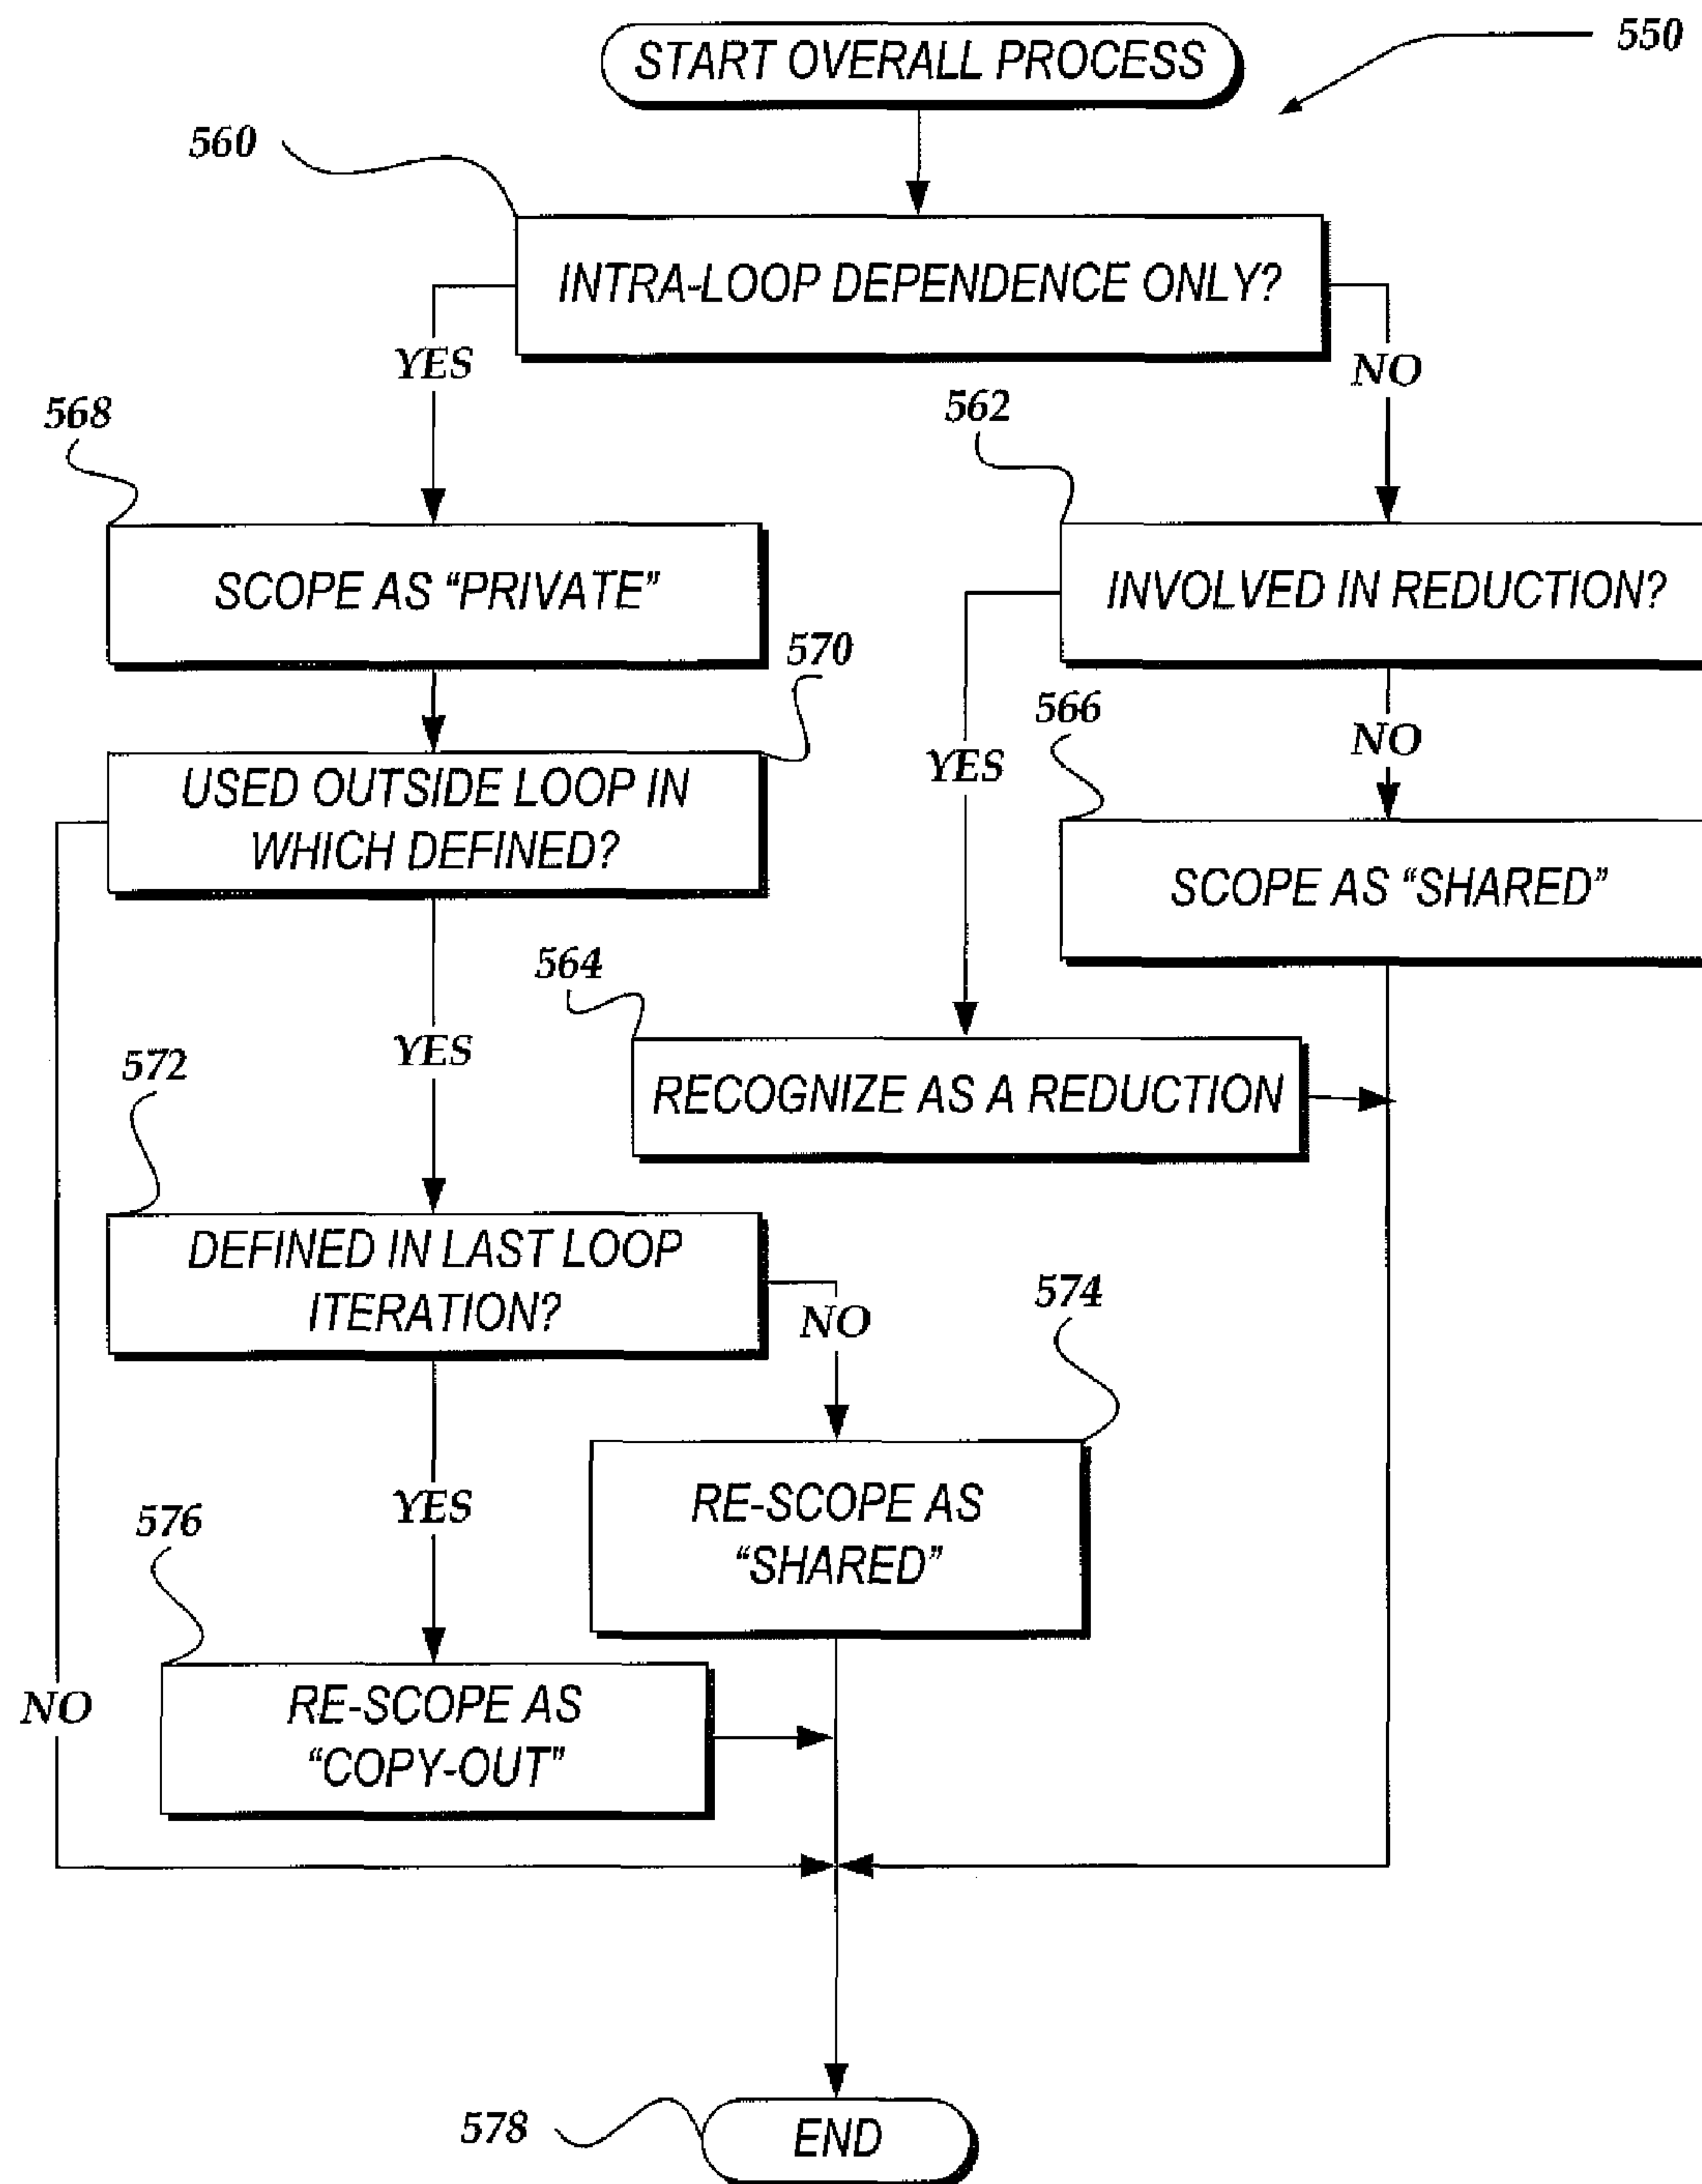 START OVERALL PROCESS
550
560
INTRA-LOOP DEPENDENCE ONLY?
YES
NO
568
562
SCOPE AS “PRIVATE”
INVOLVED IN REDUCTION?
570
566
YES
NO
USED OUTSIDE LOOP IN
WHICH DEFINED?
SCOPE AS “SHARED”
564
YES
572
RECOGNIZE AS A REDUCTION
DEFINED IN LAST LOOP
ITERATION?
NO
574
YES
576
RE-SCOPE AS
“SHARED”
NO
RE-SCOPE AS
“COPY-OUT”
578
END